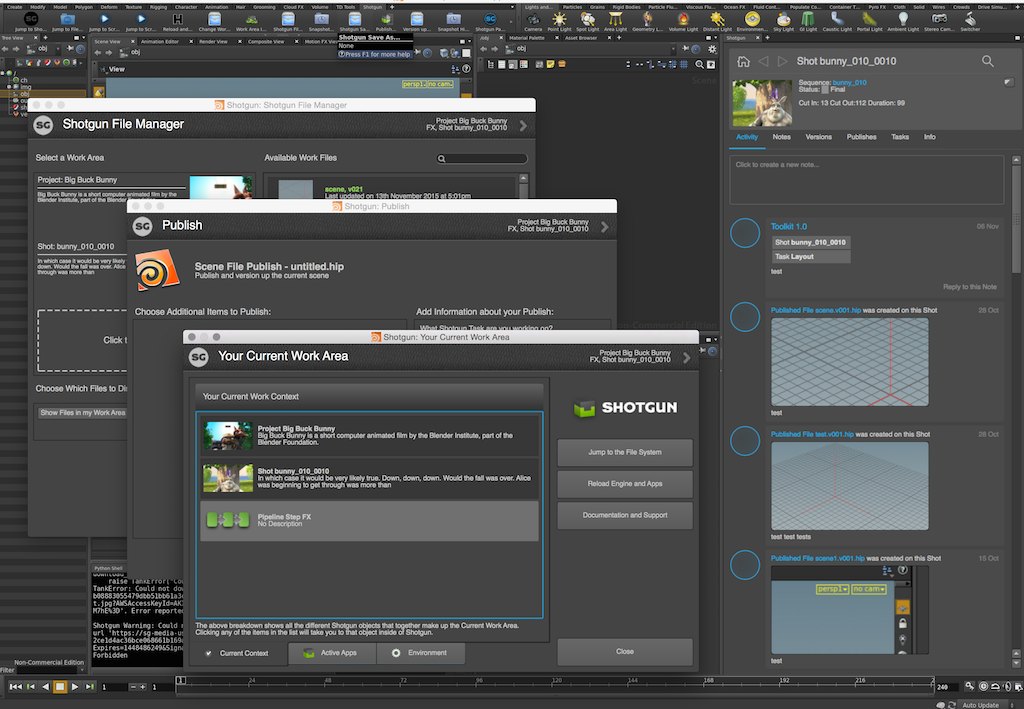 Create Modify Model Polygon Deform Texture Rigging Character Animation Hair Grooming Cloud FX Volume TD Tools Shotgun
Lights and... Particles Grains Rigid Bodies Particle Flu... Viscous Flu... Ocean FX Fluid Cont... Populate Co... Container T... Pyro FX Cloth Solid Wires Crowds Drive Simu...
Jump to Sho... Jump to File... Jump to Scre... Jump to Sho... Reload and... Change Wor... Work Area I... Shotgun Fil... Shotgun Sna... Shotgun Sav... Publish... Version up... Snapshot Hi... Shotgun Pa...
Camera Point Light Spot Light Area Light Geometry L... Volume Light Distant Light Environme... Sky Light GI Light Caustic Light Portal Light Ambient Light Stereo Cam... Switcher
Tree View
Scene View Animation Editor Render View Composite View Motion FX View
Shotgun Save As...
None
Press F1 for more help
obj
obj
View
persp1 no cam
/
ch
img
obj
Material Palette Asset Browser
obj
Shotgun: Shotgun File Manager
Shotgun File Manager
Project Big Buck Bunny
FX, Shot bunny_010_0010
Select a Work Area
Available Work Files
Project: Big Buck Bunny
Big Buck Bunny is a short computer animated film by the Blender Institute, part of the
scene, v021
Last updated on 13th November 2015 at 5:01pm
Shot: bunny_010_0010
In which case it would be very likely
down. Would the fall was over. Alice
through was more than
Click t
Choose Which Files to Dis
Show Files in my Work Area
Shotgun: Publish
Publish
Project Big Buck Bunny
FX, Shot bunny_010_0010
Scene File Publish - untitled.hip
Publish and version up the current scene
Choose Additional Items to Publish:
Add Information about your Publish:
What Shotgun Task are you working on?
Non-Commercial Edition
Shotgun: Your Current Work Area
Your Current Work Area
Project Big Buck Bunny
FX, Shot bunny_010_0010
Your Current Work Context
Project Big Buck Bunny
Big Buck Bunny is a short computer animated film by the Blender Institute, part of the
Blender Foundation.
Shot bunny_010_0010
In which case it would be very likely true. Down, down, down. Would the fall was over. Alice
was beginning to get through was more than
Pipeline Step FX
No Description
SHOTGUN
Jump to the File System
Reload Engine and Apps
Documentation and Support
The above breakdown shows all the different Shotgun objects that together make up the Current Work Area.
Clicking any of the items in the list will take you to that object inside of Shotgun.
Current Context Active Apps Environment
Close
Python Shell
raise TankError("Co
TankError: Could not dow
b08883055479dbb51bb61a3
t.jpg?AWSAccessKeyId=AK
M7h%3D'. Error reported
Shotgun Warning: Could
url 'https://sg-media-us
2ce1d4ac36bce068661b169
Expires=1448486249&Signa
Forbidden
Non-Commercial Edition
Filter
Shotgun
Shot bunny_010_0010
Sequence: bunny_010
Status: Final
Cut In: 13 Cut Out:112 Duration: 99
Activity Notes Versions Publishes Tasks Info
Click to create a new note...
Toolkit 1.0 06 Nov
Shot bunny_010_0010
Task Layout
test
Reply to this Note
Published File scene.v001.hip was created on this Shot 28 Oct
test
Published File test.v001.hip was created on this Shot 28 Oct
test test tests
Published File scene1.v001.hip was created on this Shot 15 Oct
persp1 no cam
test
1 1 1 24 48 72 96 120 144 168 192 216 2 240
Auto Update